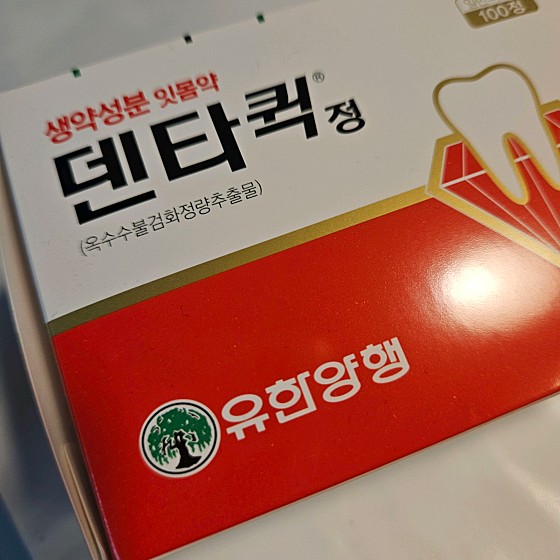 100정
생약성분 잇몸약
덴타퀵® 정
(옥수수불검화정량추출물)
유한양행